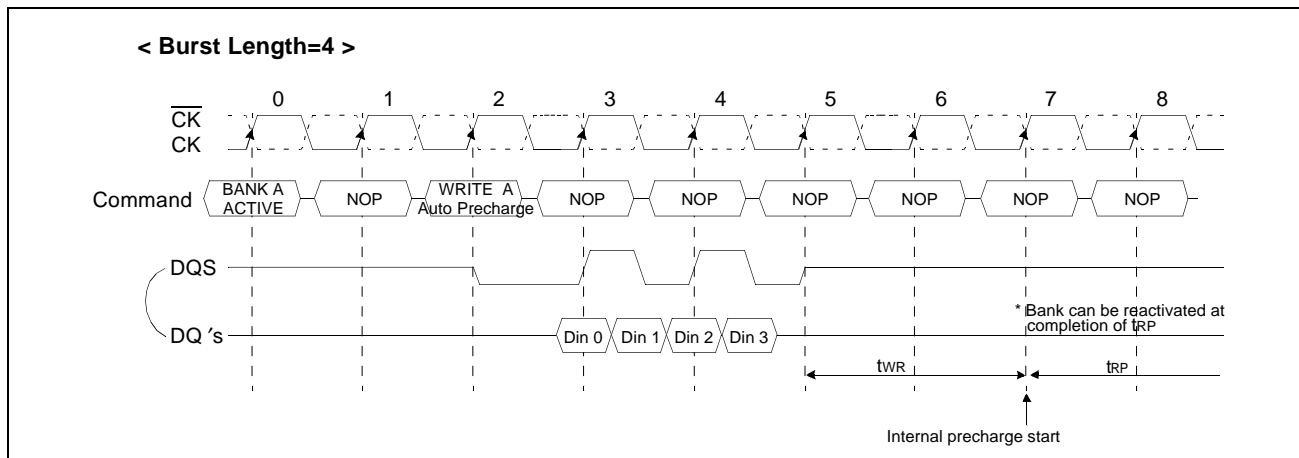 < Burst Length=4 >
0 1 2 3 4 5 6 7 8
CK
CK
Command
BANK A
ACTIVE
NOP
WRITE A
Auto Precharge
NOP
NOP
NOP
NOP
NOP
NOP
DQS
DQ 's
Din 0
Din 1
Din 2
Din 3
* Bank can be reactivated at
completion of tRP
tWR
tRP
Internal precharge start